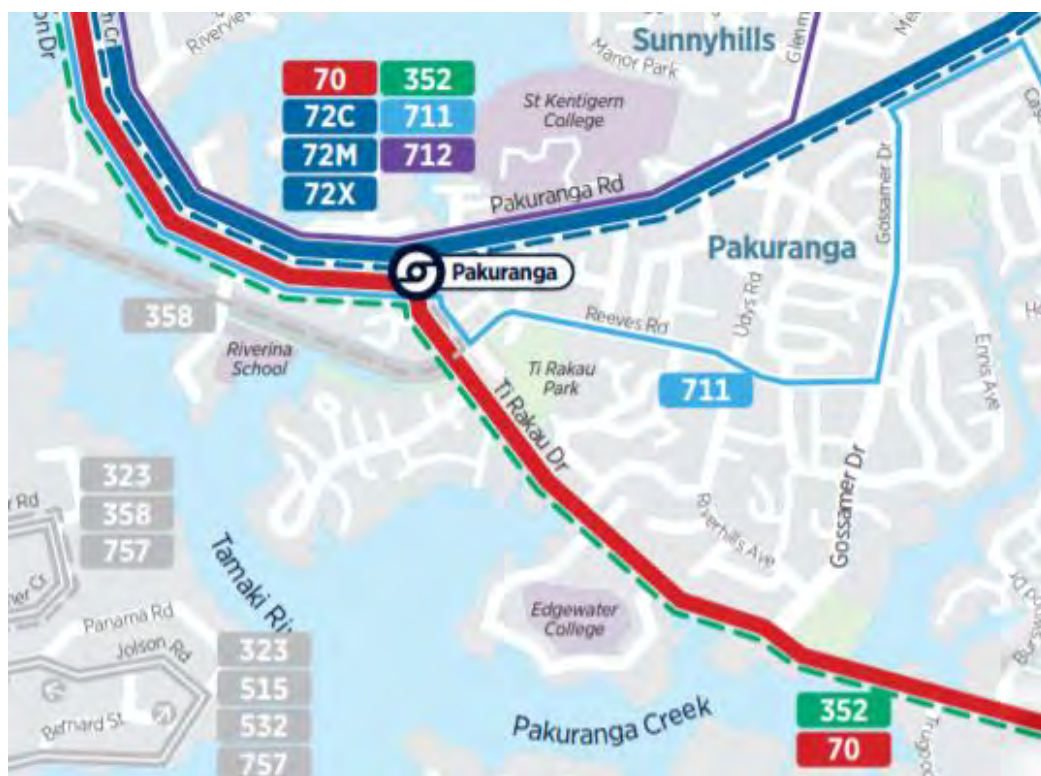 Riverview
Sunnyhills
Manor Park
70
352
72C
711
72M
712
72X
St Kentigern
College
Pakuranga Rd
Gossamer Dr
Pakuranga
Pakuranga
Udys Rd
Reeves Rd
Ennis Ave
358
Riverina
School
Ti Rakau
Park
711
Ti Rakau Dr
Gossamer Dr
Riverhills Ave
323
358
757
Rd
Tamaki
Panama Rd
Jolson Rd
Bernard St
Edgewater
College
323
515
532
757
Pakuranga Creek
352
70